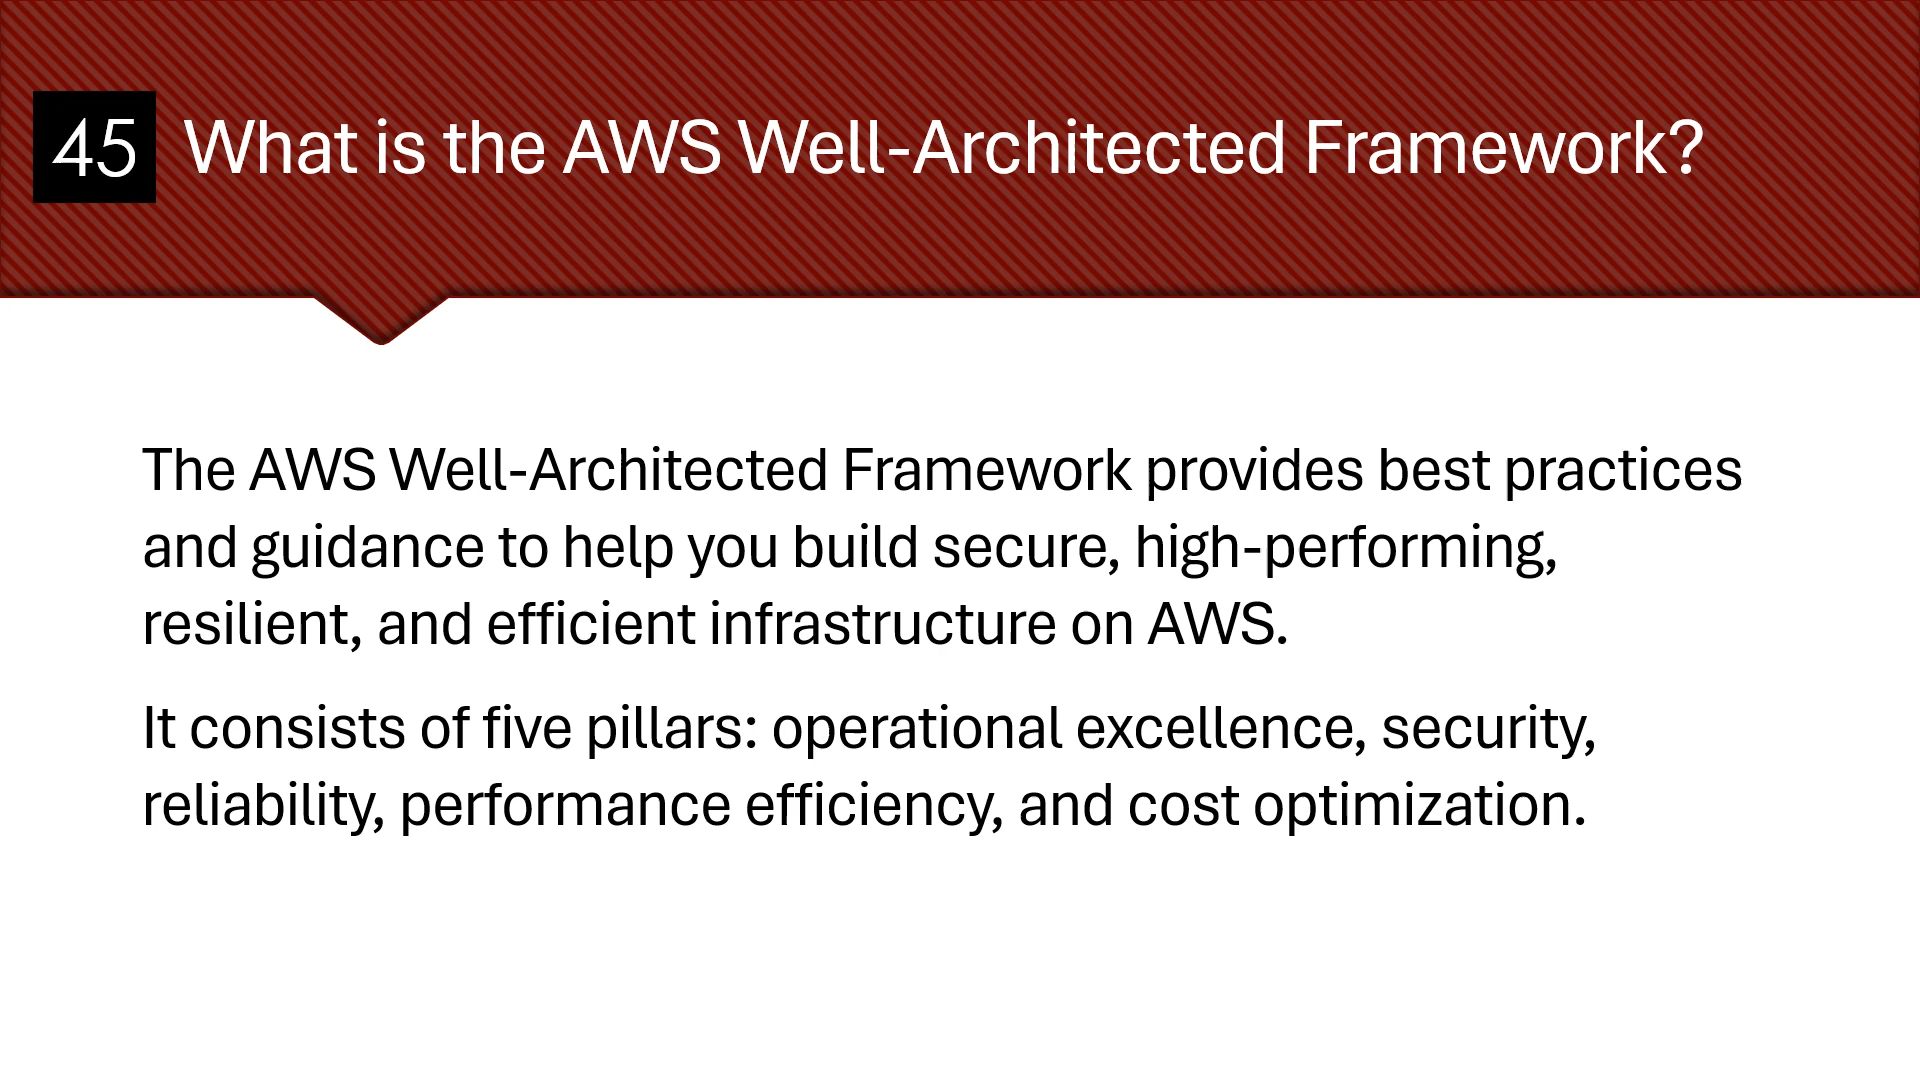 45 What is the AWS Well-Architected Framework?
The AWS Well-Architected Framework provides best practices
and guidance to help you build secure, high-performing,
resilient, and efficient infrastructure on AWS.
It consists of five pillars: operational excellence, security,
reliability, performance efficiency, and cost optimization.